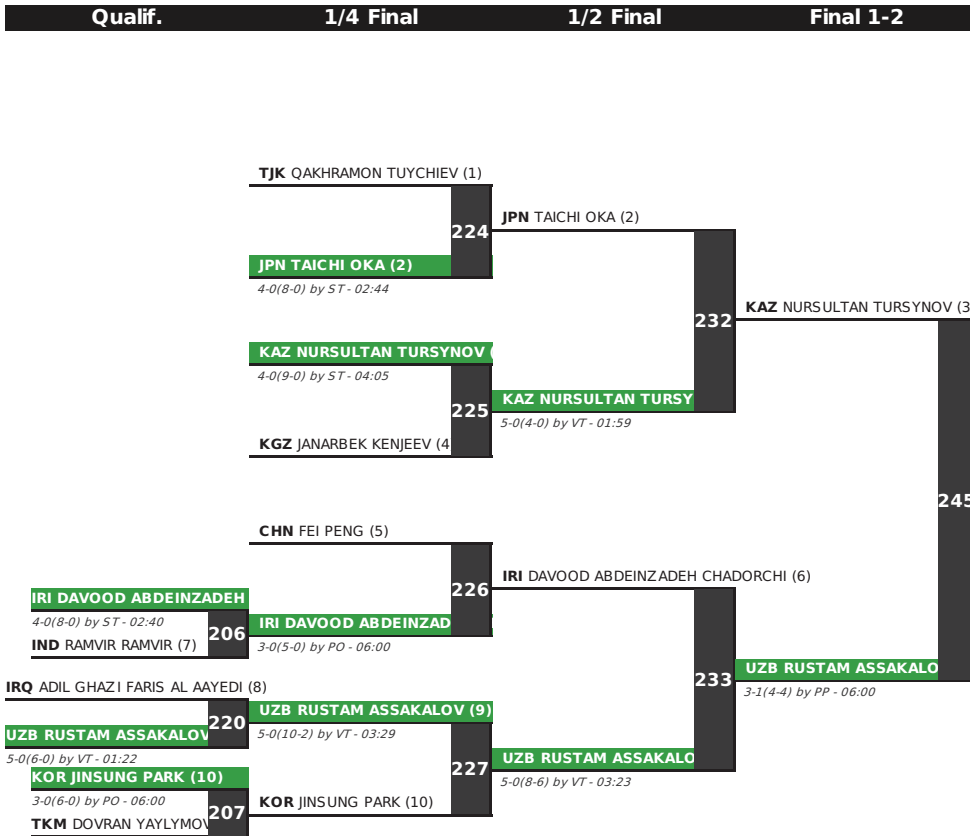 Qualif. 1/4 Final 1/2 Final Final 1-2
TJK QAKHRAMON TUYCHIEV (1)
224
JPN TAICHI OKA (2)
4-0(8-0) by ST - 02:44
JPN TAICHI OKA (2)
KAZ NURSULTAN TURSYNOV (
4-0(9-0) by ST - 04:05
225
KGZ JANARBEK KENJEEV (4
232
KAZ NURSULTAN TURSY
5-0(4-0) by VT - 01:59
KAZ NURSULTAN TURSYNOV (3
245
CHN FEI PENG (5)
226
IRI DAVOOD ABDEINZADEH
4-0(8-0) by ST - 02:40
206
IND RAMVIR RAMVIR (7)
IRI DAVOOD ABDEINZAD
3-0(5-0) by PO - 06:00
IRI DAVOOD ABDEINZADEH CHADORCHI (6)
233
UZB RUSTAM ASSAKALO
3-1(4-4) by PP - 06:00
IRQ ADIL GHAZI FARIS AL AAYEDI (8)
220
UZB RUSTAM ASSAKALOV
5-0(6-0) by VT - 01:22
UZB RUSTAM ASSAKALOV (9)
5-0(10-2) by VT - 03:29
227
UZB RUSTAM ASSAKALO
5-0(8-6) by VT - 03:23
KOR JINSUNG PARK (10)
3-0(6-0) by PO - 06:00
207
TKM DOVRAN YAYLYMOV
KOR JINSUNG PARK (10)